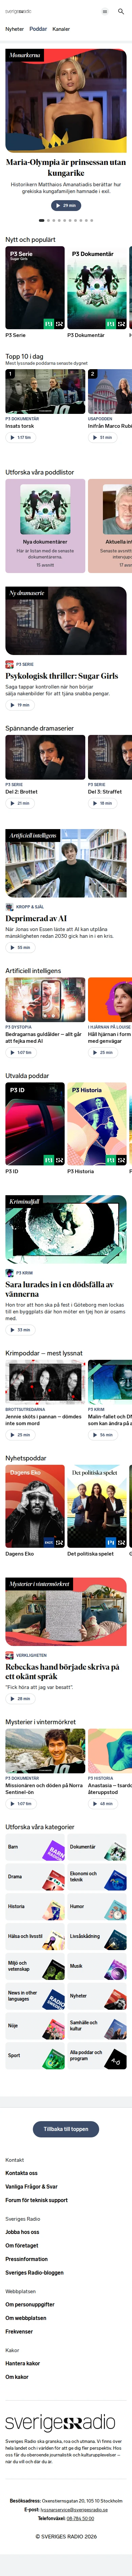 sverigesradio
Nyheter Poddar Kanaler
Monarkerna
Maria-Olympia är prinsessan utan
kungarike
Historikern Matthaios Amanatides berättar om
grekiska kungafamiljen hamnade i exil.
29 min
Nytt och populärt
P3 Serie
Sugar Girls
P3 Dokumentär
P3 Serie
P3 Dokumentär
Top 10 i dag
Mest lyssnade poddarna senaste dygnet
1
2
P3 DOKUMENTÄR
Insats torsk
1:17 tim
USAPODDEN
Inifrån Marco Rubi
51 min
Utforska våra poddlistor
Nya dokumentärer
Här är listan med de senaste
dokumentärerna.
15 avsnitt
Aktuella int
Senaste avsnitt
17 avs
Ny dramaserie
P3 SERIE
Psykologisk thriller: Sugar Girls
Saga tappar kontrollen när hon börjar
sälja nakenbilder för att tjäna snabba pengar.
19 min
Spännande dramaserier
P3 SERIE
Del 2: Brottet
21 min
P3 SERIE
Del 3: Straffet
18 min
Artificiell intelligens
KROPP & SJÄL
Deprimerad av AI
När Jonas von Essen läste att AI kan utplåna
mänskligheten redan 2030 gick han in i en kris.
55 min
Artificiell intelligens
P3 DYSTOPIA
Bedragarnas guldålder – allt går
att fejka med AI
1:07 tim
I HJÄRNAN PÅ LOUISE
Håll hjärnan i form
med genvägar
25 min
Utvalda poddar
P3 ID
P3 Historia
P3 ID
P3 Historia
Kriminalfall
P3 KRIM
Sara lurades in i en dödsfälla av
vännerna
Hon tror att hon ska på fest i Göteborg men lockas
till en byggplats där hon möter en tjej hon är svars
med.
53 min
Krimpoddar – mest lyssnat
BROTTSUTREDARNA
Jennie sköts i pannan – dömdes
inte som mord
25 min
P3 KRIM
Malin-fallet och DN
som kan ändra på a
56 min
Nyhetspoddar
Dagens Eko
Det politiska spelet
Dagens Eko
Det politiska spelet
Mysterier i vintermörkret
VERKLIGHETEN
Rebeckas hand började skriva på
ett okänt språk
"Fick höra att jag var besatt".
28 min
Mysterier i vintermörkret
P3 DOKUMENTÄR
Missionären och döden på Norra
Sentinel-ön
1:07 tim
P3 HISTORIA
Anastasia – tsardo
återuppstod
48 min
Utforska våra kategorier
Barn
Dokumentär
Drama
Ekonomi och
teknik
Historia
Humor
Hälsa och livsstil
Livsåskådning
Miljö och
vetenskap
Musik
News in other
languages
Nyheter
Nöje
Samhälle och
kultur
Sport
Alla poddar och
program
Tillbaka till toppen
Kontakt
Kontakta oss
Vanliga Frågor & Svar
Forum för teknisk support
Sveriges Radio
Jobba hos oss
Om företaget
Pressinformation
Sveriges Radio-bloggen
Webbplatsen
Om personuppgifter
Om webbplatsen
Frekvenser
Kakor
Hantera kakor
Om kakor
sverigesradio
Sveriges Radio ska granska, roa och utmana. Vi finns över
hela landet och världen för att ge dig fler perspektiv. Hos
oss får du oberoende journalistik och kulturupplevelser –
när du vill och där du är.
Besöksadress: Oxenstiernsgatan 20, 105 10 Stockholm
E-post: lyssnarservice@sverigesradio.se
Telefonväxel: 08-784 50 00
© SVERIGES RADIO 2026